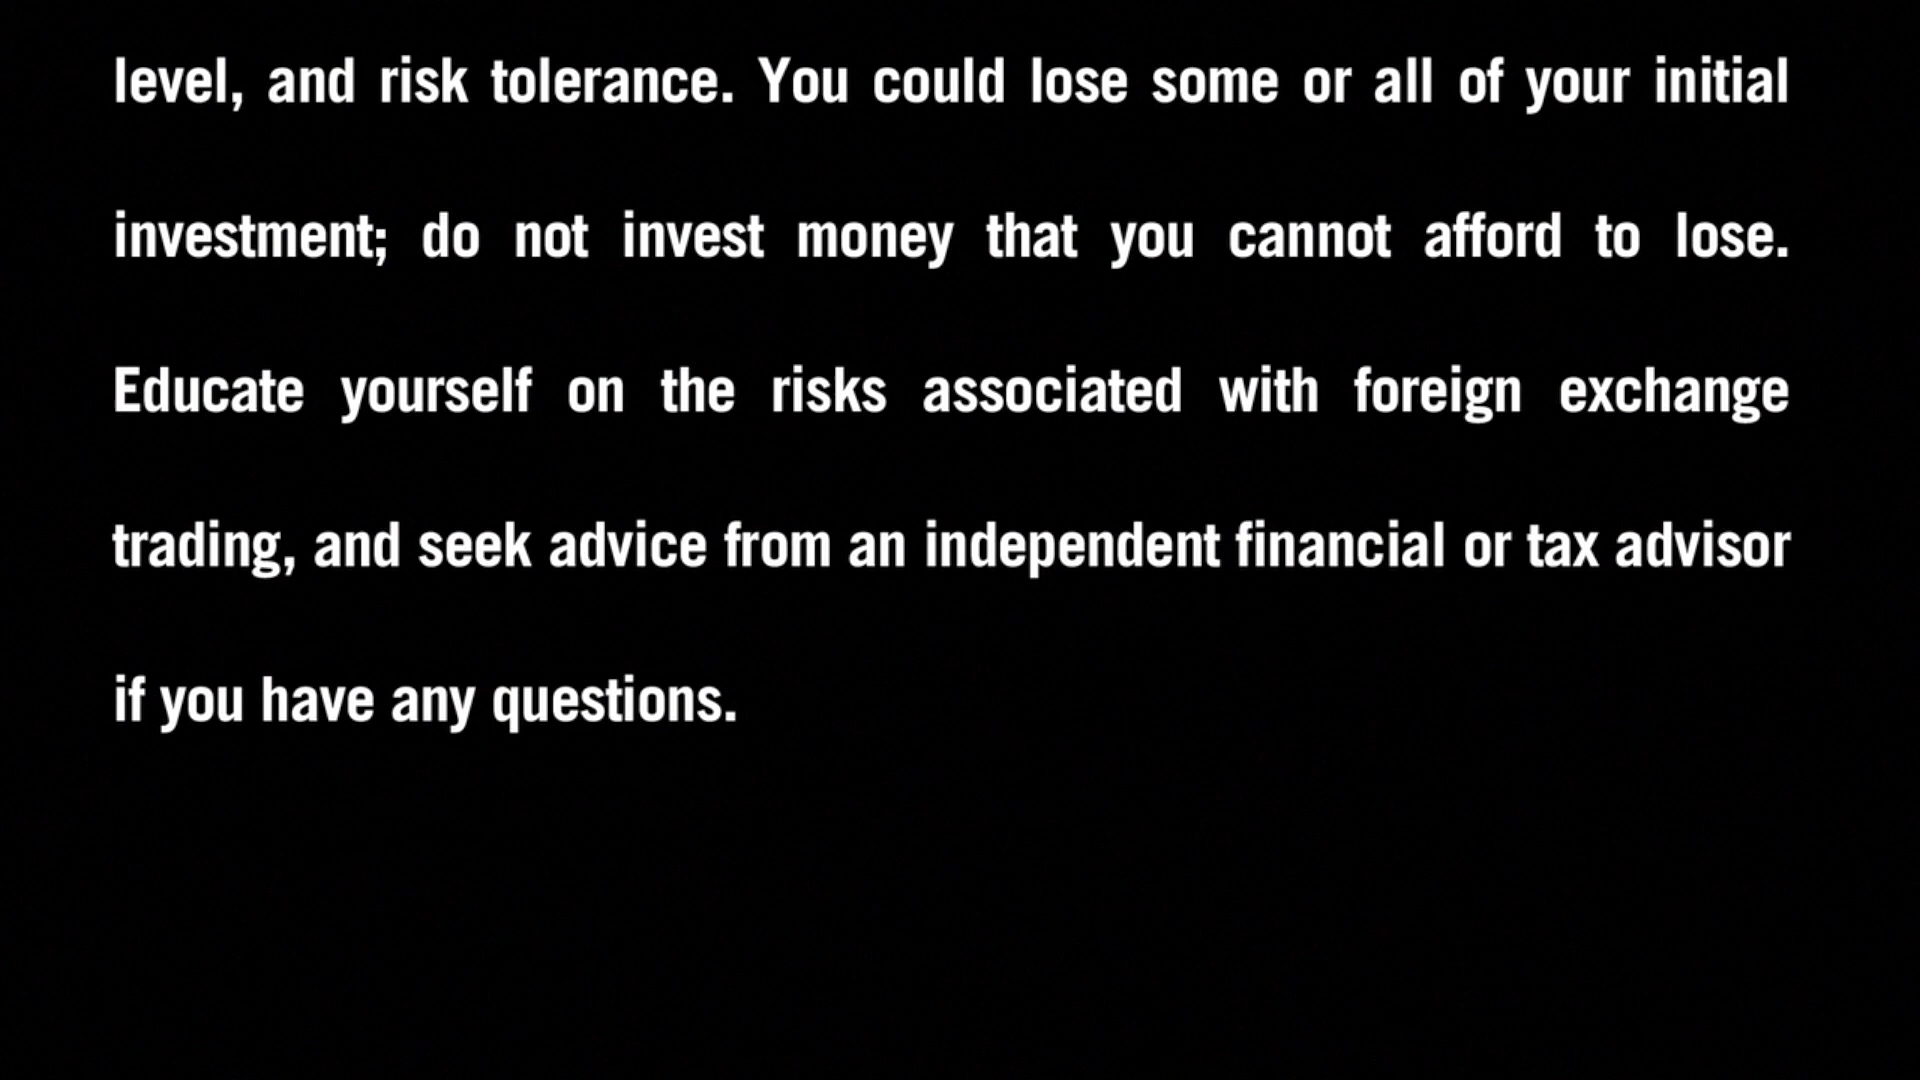 level, and risk tolerance. You could lose some or all of your initial
investment; do not invest money that you cannot afford to lose.
Educate yourself on the risks associated with foreign exchange
trading, and seek advice from an independent financial or tax advisor
if you have any questions.